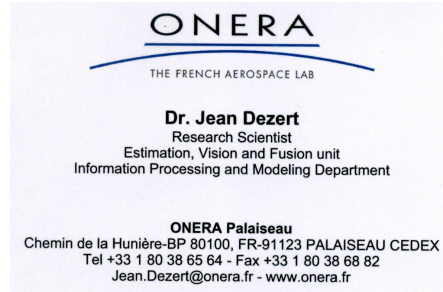 ONERA
THE FRENCH AEROSPACE LAB
Dr. Jean Dezert
Research Scientist
Estimation, Vision and Fusion unit
Information Processing and Modeling Department
ONERA Palaiseau
Chemin de la Hunière-BP 80100, FR-91123 PALAISEAU CEDEX
Tel +33 1 80 38 65 64 - Fax +33 1 80 38 68 82
Jean.Dezert@onera.fr - www.onera.fr